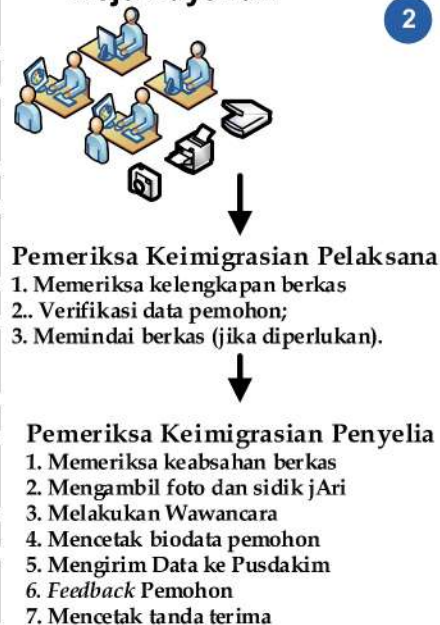 2
Pemeriksa Keimigrasian Pelaksana
1. Memeriksa kelengkapan berkas
2.. Verifikasi data pemohon;
3. Memindai berkas (jika diperlukan).
Pemeriksa Keimigrasian Penyelia
1. Memeriksa keabsahan berkas
2. Mengambil foto dan sidik jAri
3. Melakukan Wawancara
4. Mencetak biodata pemohon
5. Mengirim Data ke Pusdakim
6. Feedback Pemohon
7. Mencetak tanda terima